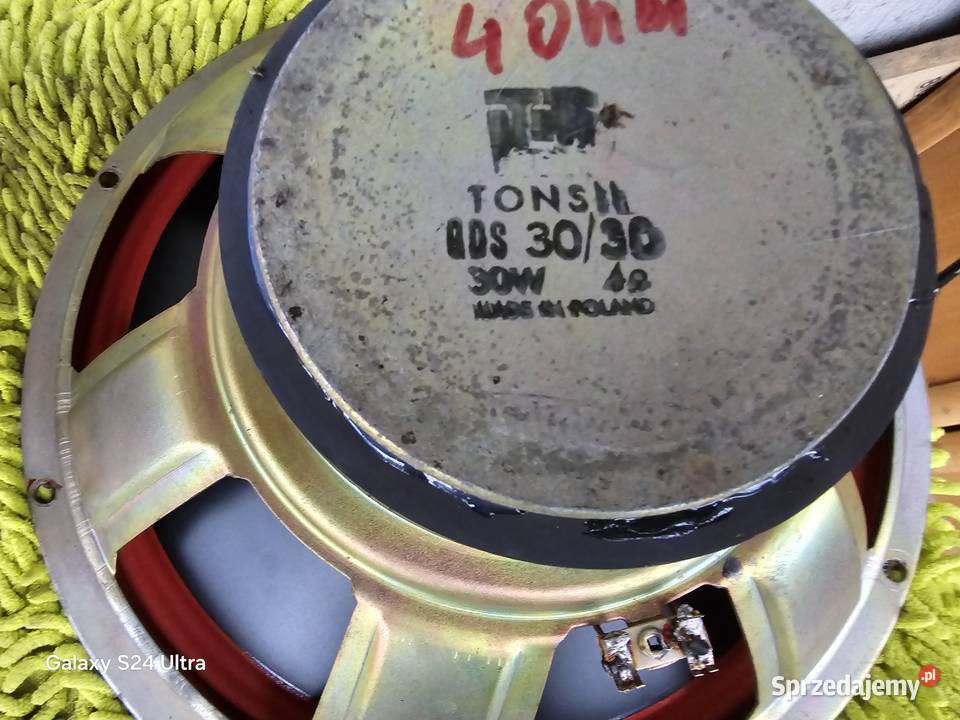 4 Ohm
TONSIL
GDS 30/30
30W 4Ω
MADE IN POLAND
Galaxy S24 Ultra
Sprzedajemy.pl